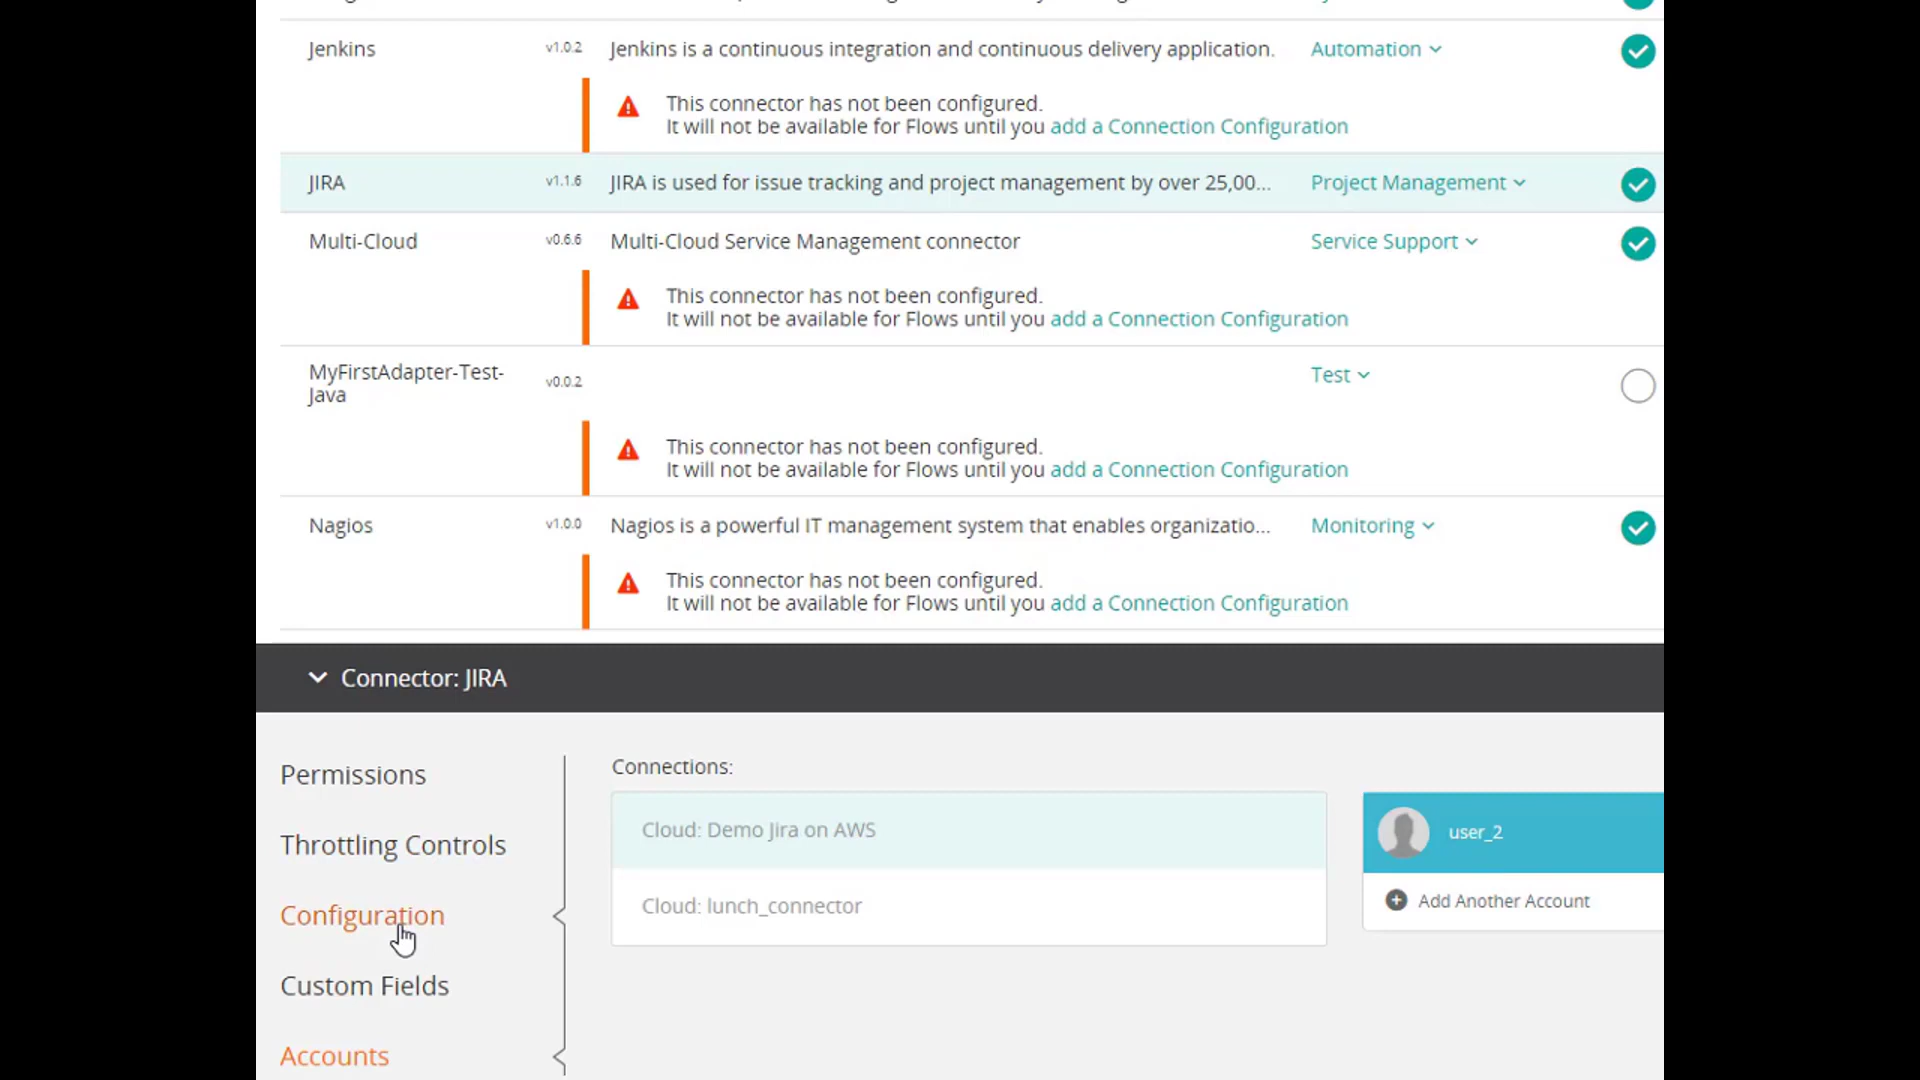 Jenkins v1.0.2 Jenkins is a continuous integration and continuous delivery application. Automation
This connector has not been configured.
It will not be available for Flows until you add a Connection Configuration
JIRA v1.1.6 JIRA is used for issue tracking and project management by over 25,00... Project Management
Multi-Cloud v0.6.6 Multi-Cloud Service Management connector Service Support
This connector has not been configured.
It will not be available for Flows until you add a Connection Configuration
MyFirstAdapter-Test-
Java v0.0.2 Test
This connector has not been configured.
It will not be available for Flows until you add a Connection Configuration
Nagios v1.0.0 Nagios is a powerful IT management system that enables organizatio... Monitoring
This connector has not been configured.
It will not be available for Flows until you add a Connection Configuration
Connector: JIRA
Permissions
Throttling Controls
Configuration
Custom Fields
Accounts
Connections:
Cloud: Demo Jira on AWS
Cloud: lunch_connector
user_2
Add Another Account